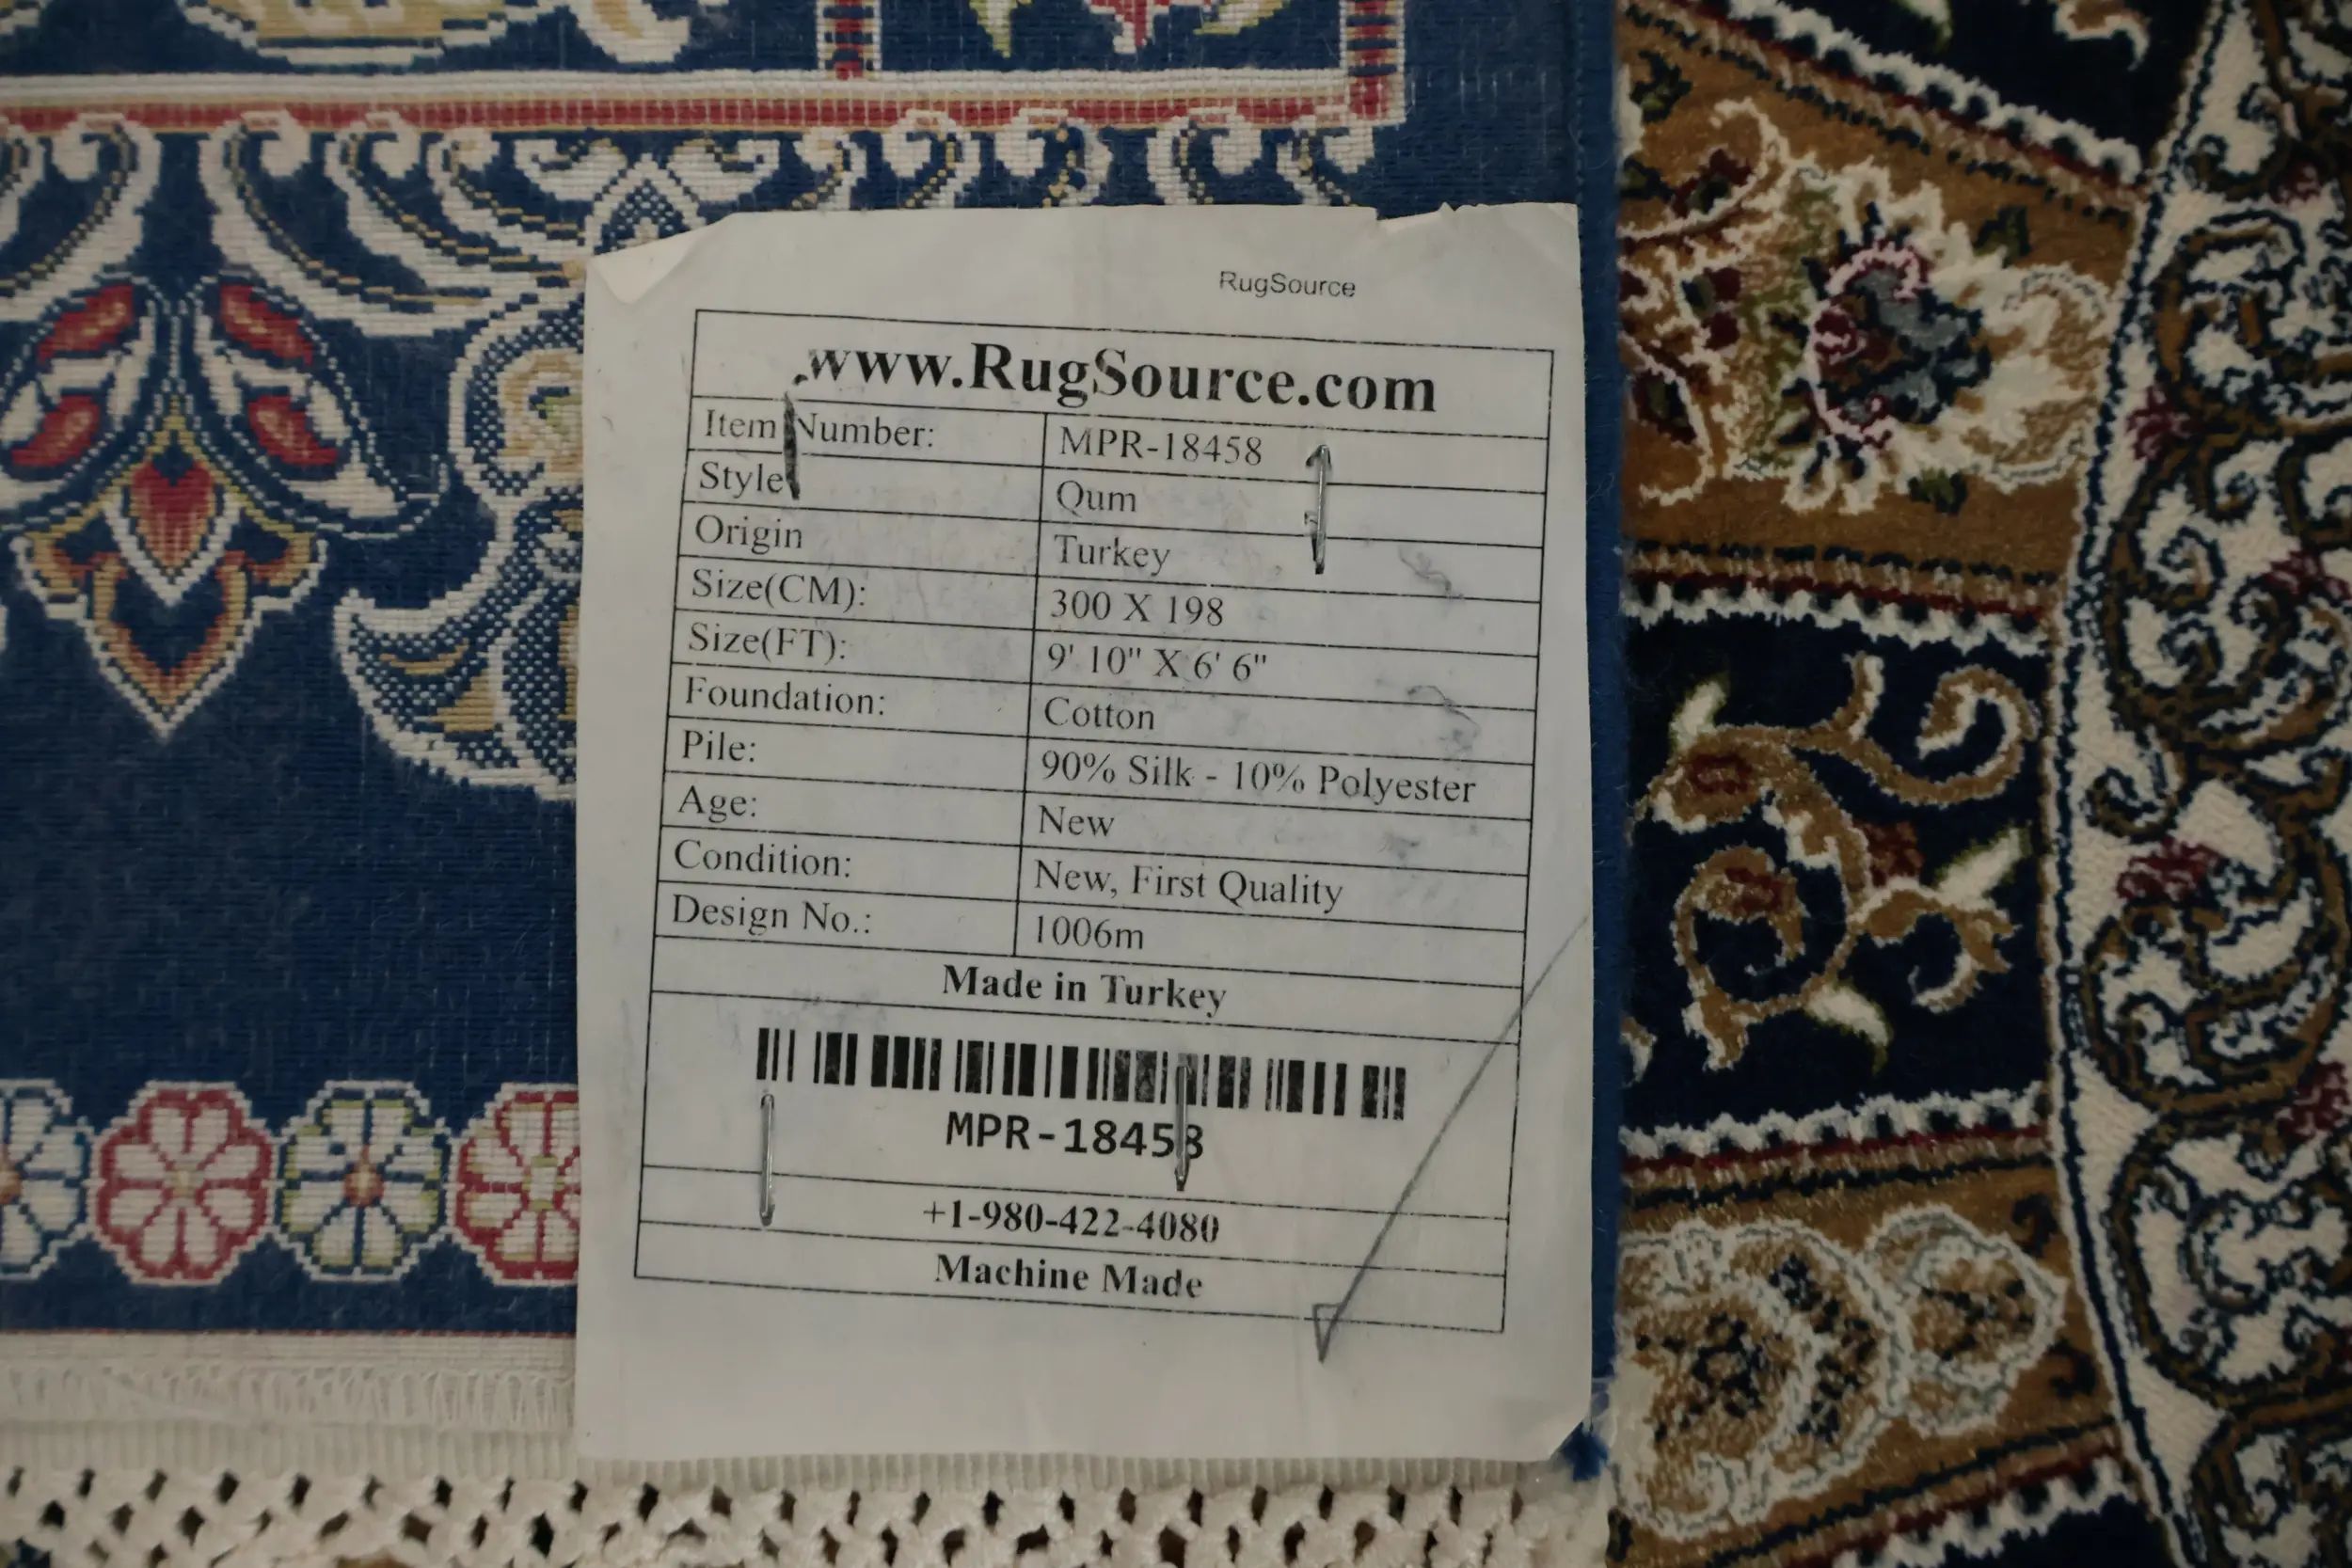 RugSource
www.RugSource.com
Item Number: MPR-18458
Style Qum
Origin Turkey
Size(CM): 300 X 198
Size(FT): 9' 10" X 6' 6"
Foundation: Cotton
Pile: 90% Silk - 10% Polyester
Age: New
Condition: New, First Quality
Design No.: 1006m
Made in Turkey
MPR-18458
+1-980-422-4080
Machine Made